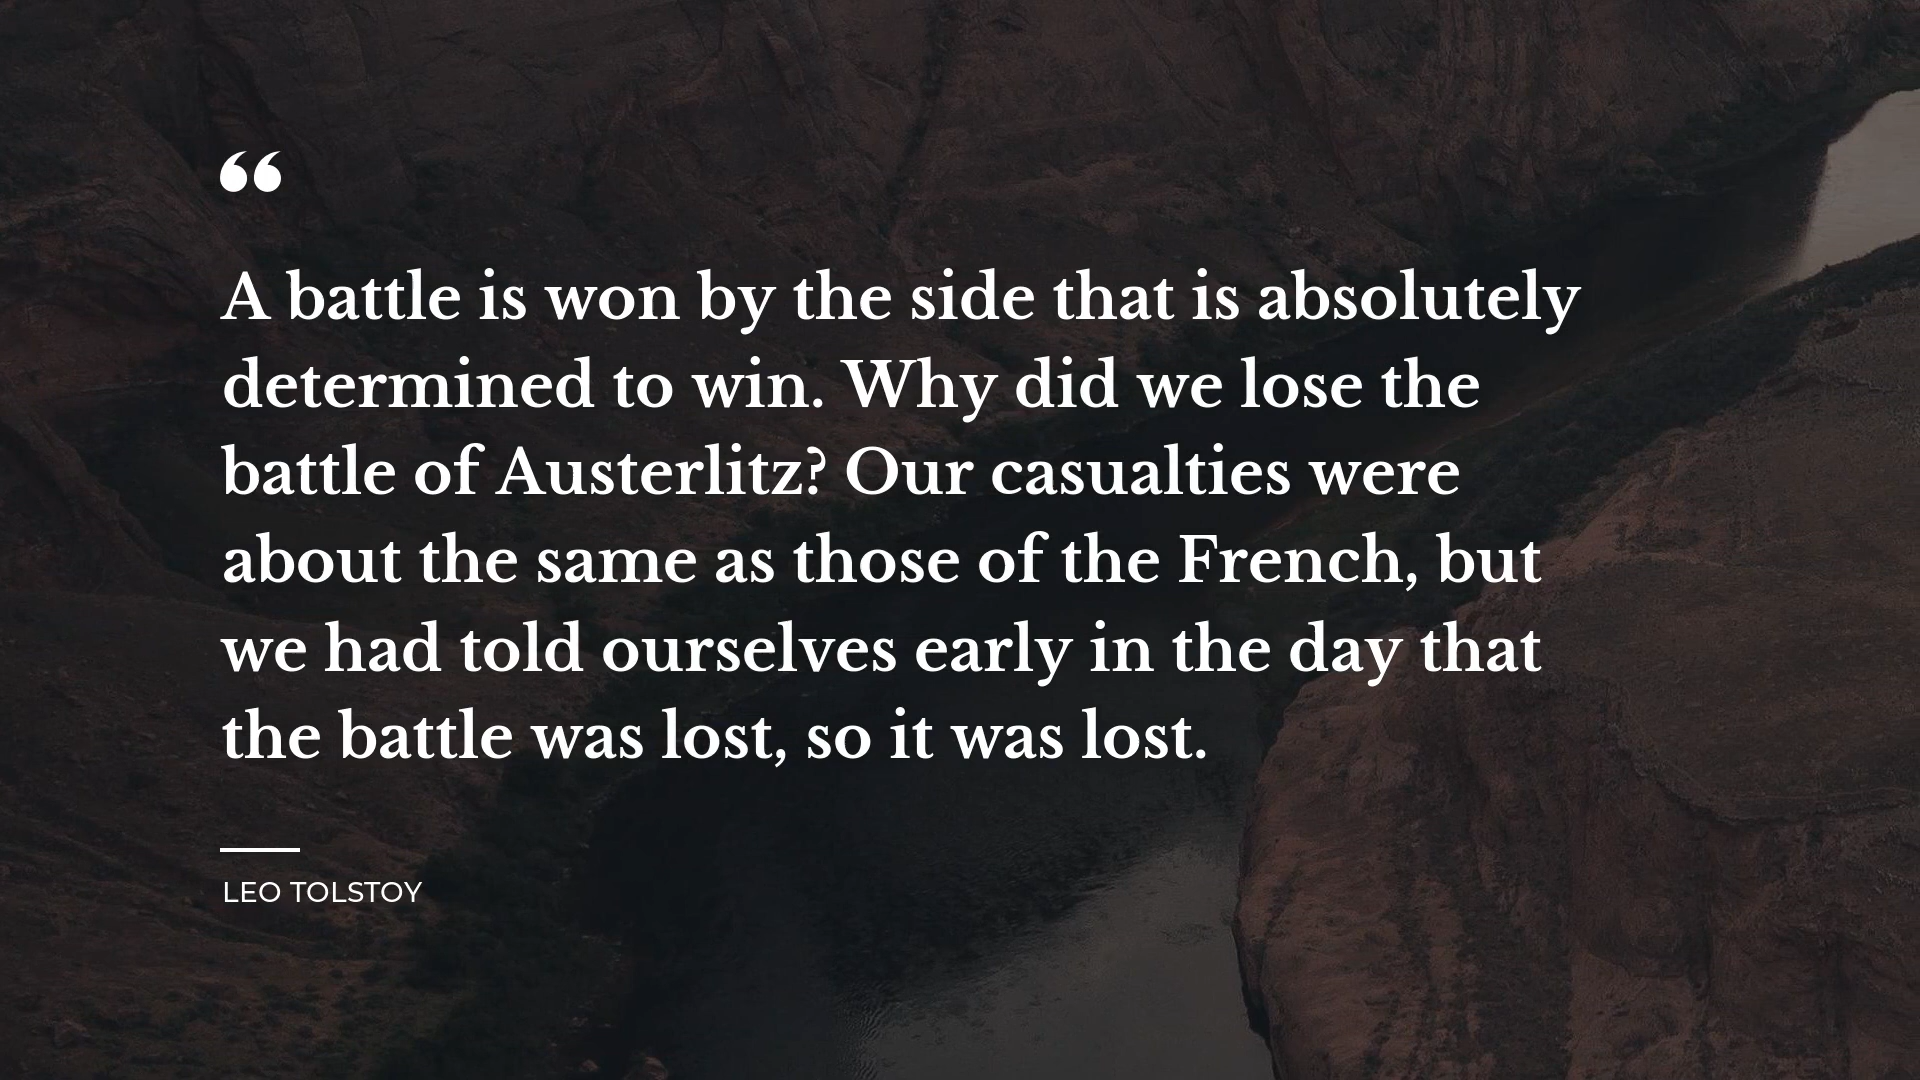 “
A battle is won by the side that is absolutely
determined to win. Why did we lose the
battle of Austerlitz? Our casualties were
about the same as those of the French, but
we had told ourselves early in the day that
the battle was lost, so it was lost.
LEO TOLSTOY